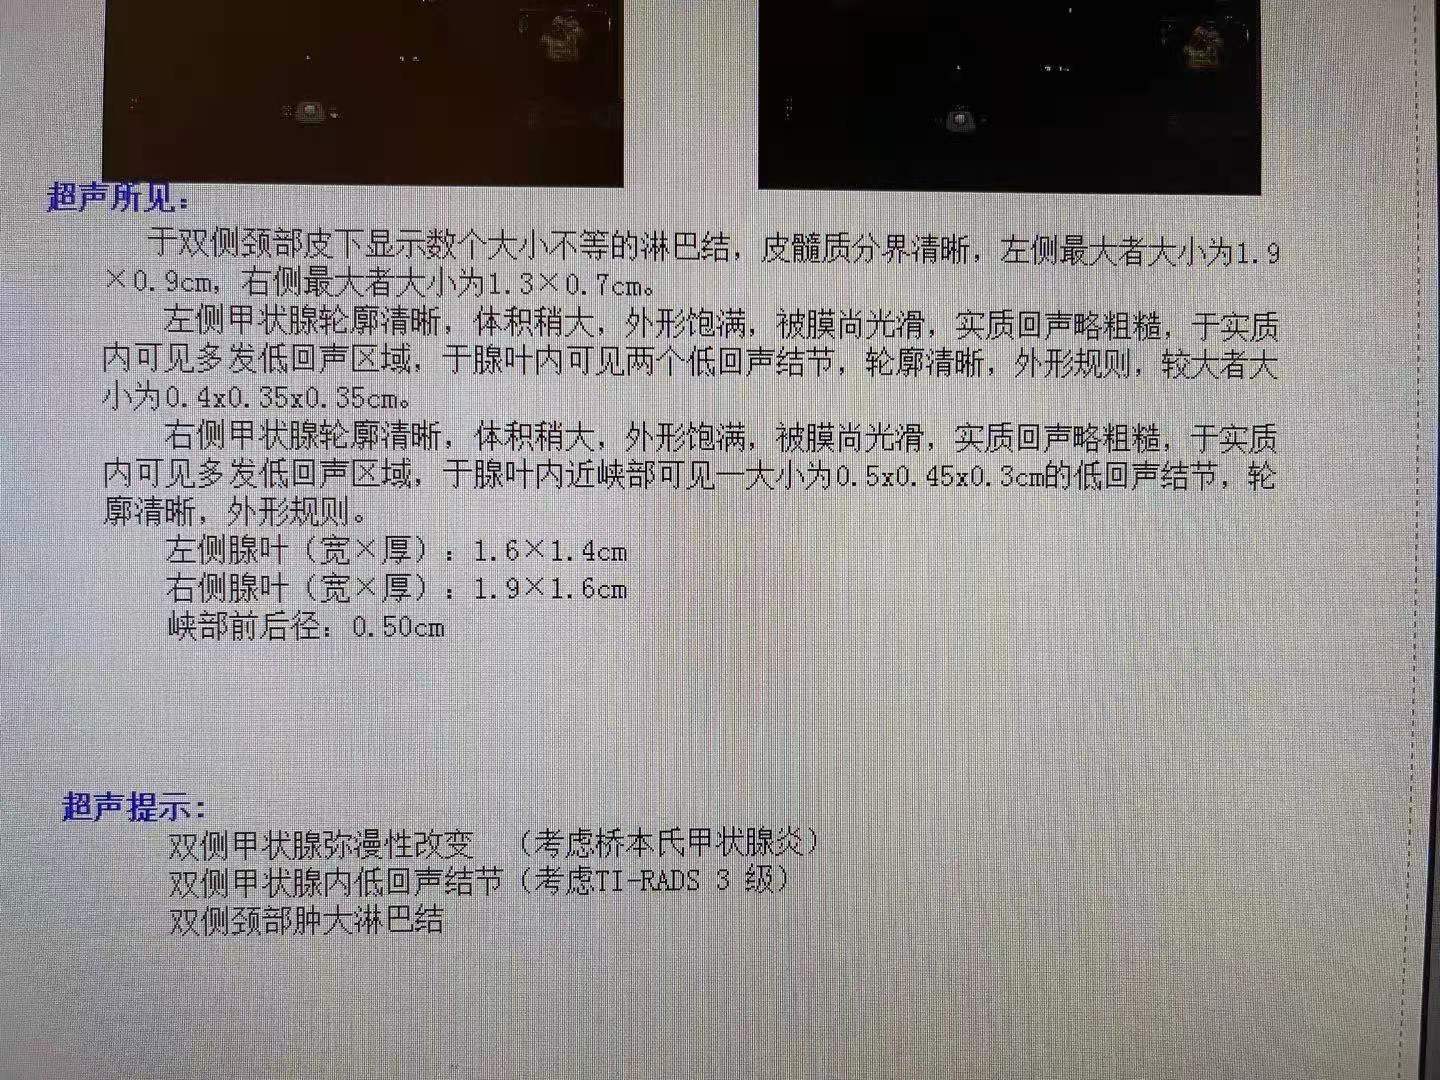 超声所见:
于双侧颈部皮下显示数个大小不等的淋巴结，皮髓质分界清晰，左侧最大者大小为1.9
×0.9cm，右侧最大者大小为1.3×0.7cm。
左侧甲状腺轮廓清晰，体积稍大，外形饱满，被膜尚光滑，实质回声略粗糙，于实质
内可见多发低回声区域，于腺叶内可见两个低回声结节，轮廓清晰，外形规则，较大者大
小为0.4x0.35x0.35cm。
右侧甲状腺轮廓清晰，体积稍大，外形饱满，被膜尚光滑，实质回声略粗糙，于实质
内可见多发低回声区域，于腺叶内近峡部可见一大小为0.5x0.45x0.3cm的低回声结节，轮
廓清晰，外形规则。
左侧腺叶（宽×厚）：1.6×1.4cm
右侧腺叶（宽×厚）：1.9×1.6cm
峡部前后径：0.50cm
超声提示:
双侧甲状腺弥漫性改变 （考虑桥本氏甲状腺炎）
双侧甲状腺内低回声结节（考虑TI-RADS 3 级）
双侧颈部肿大淋巴结